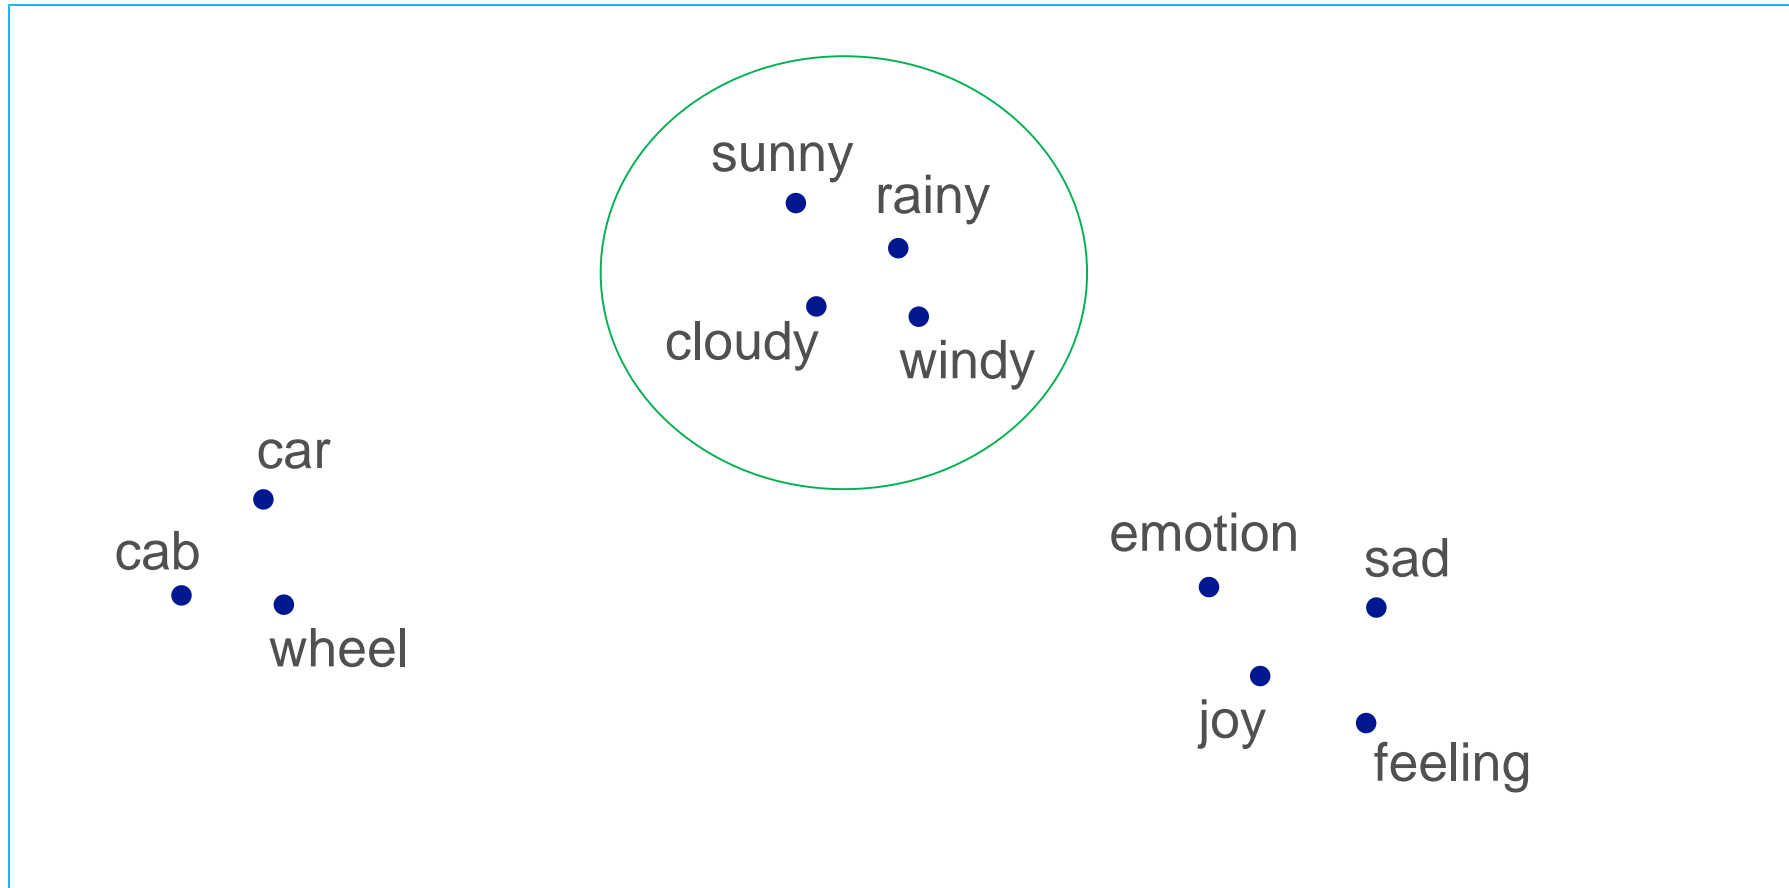 sunny
rainy
cloudy
windy
car
cab
wheel
emotion
sad
joy
feeling